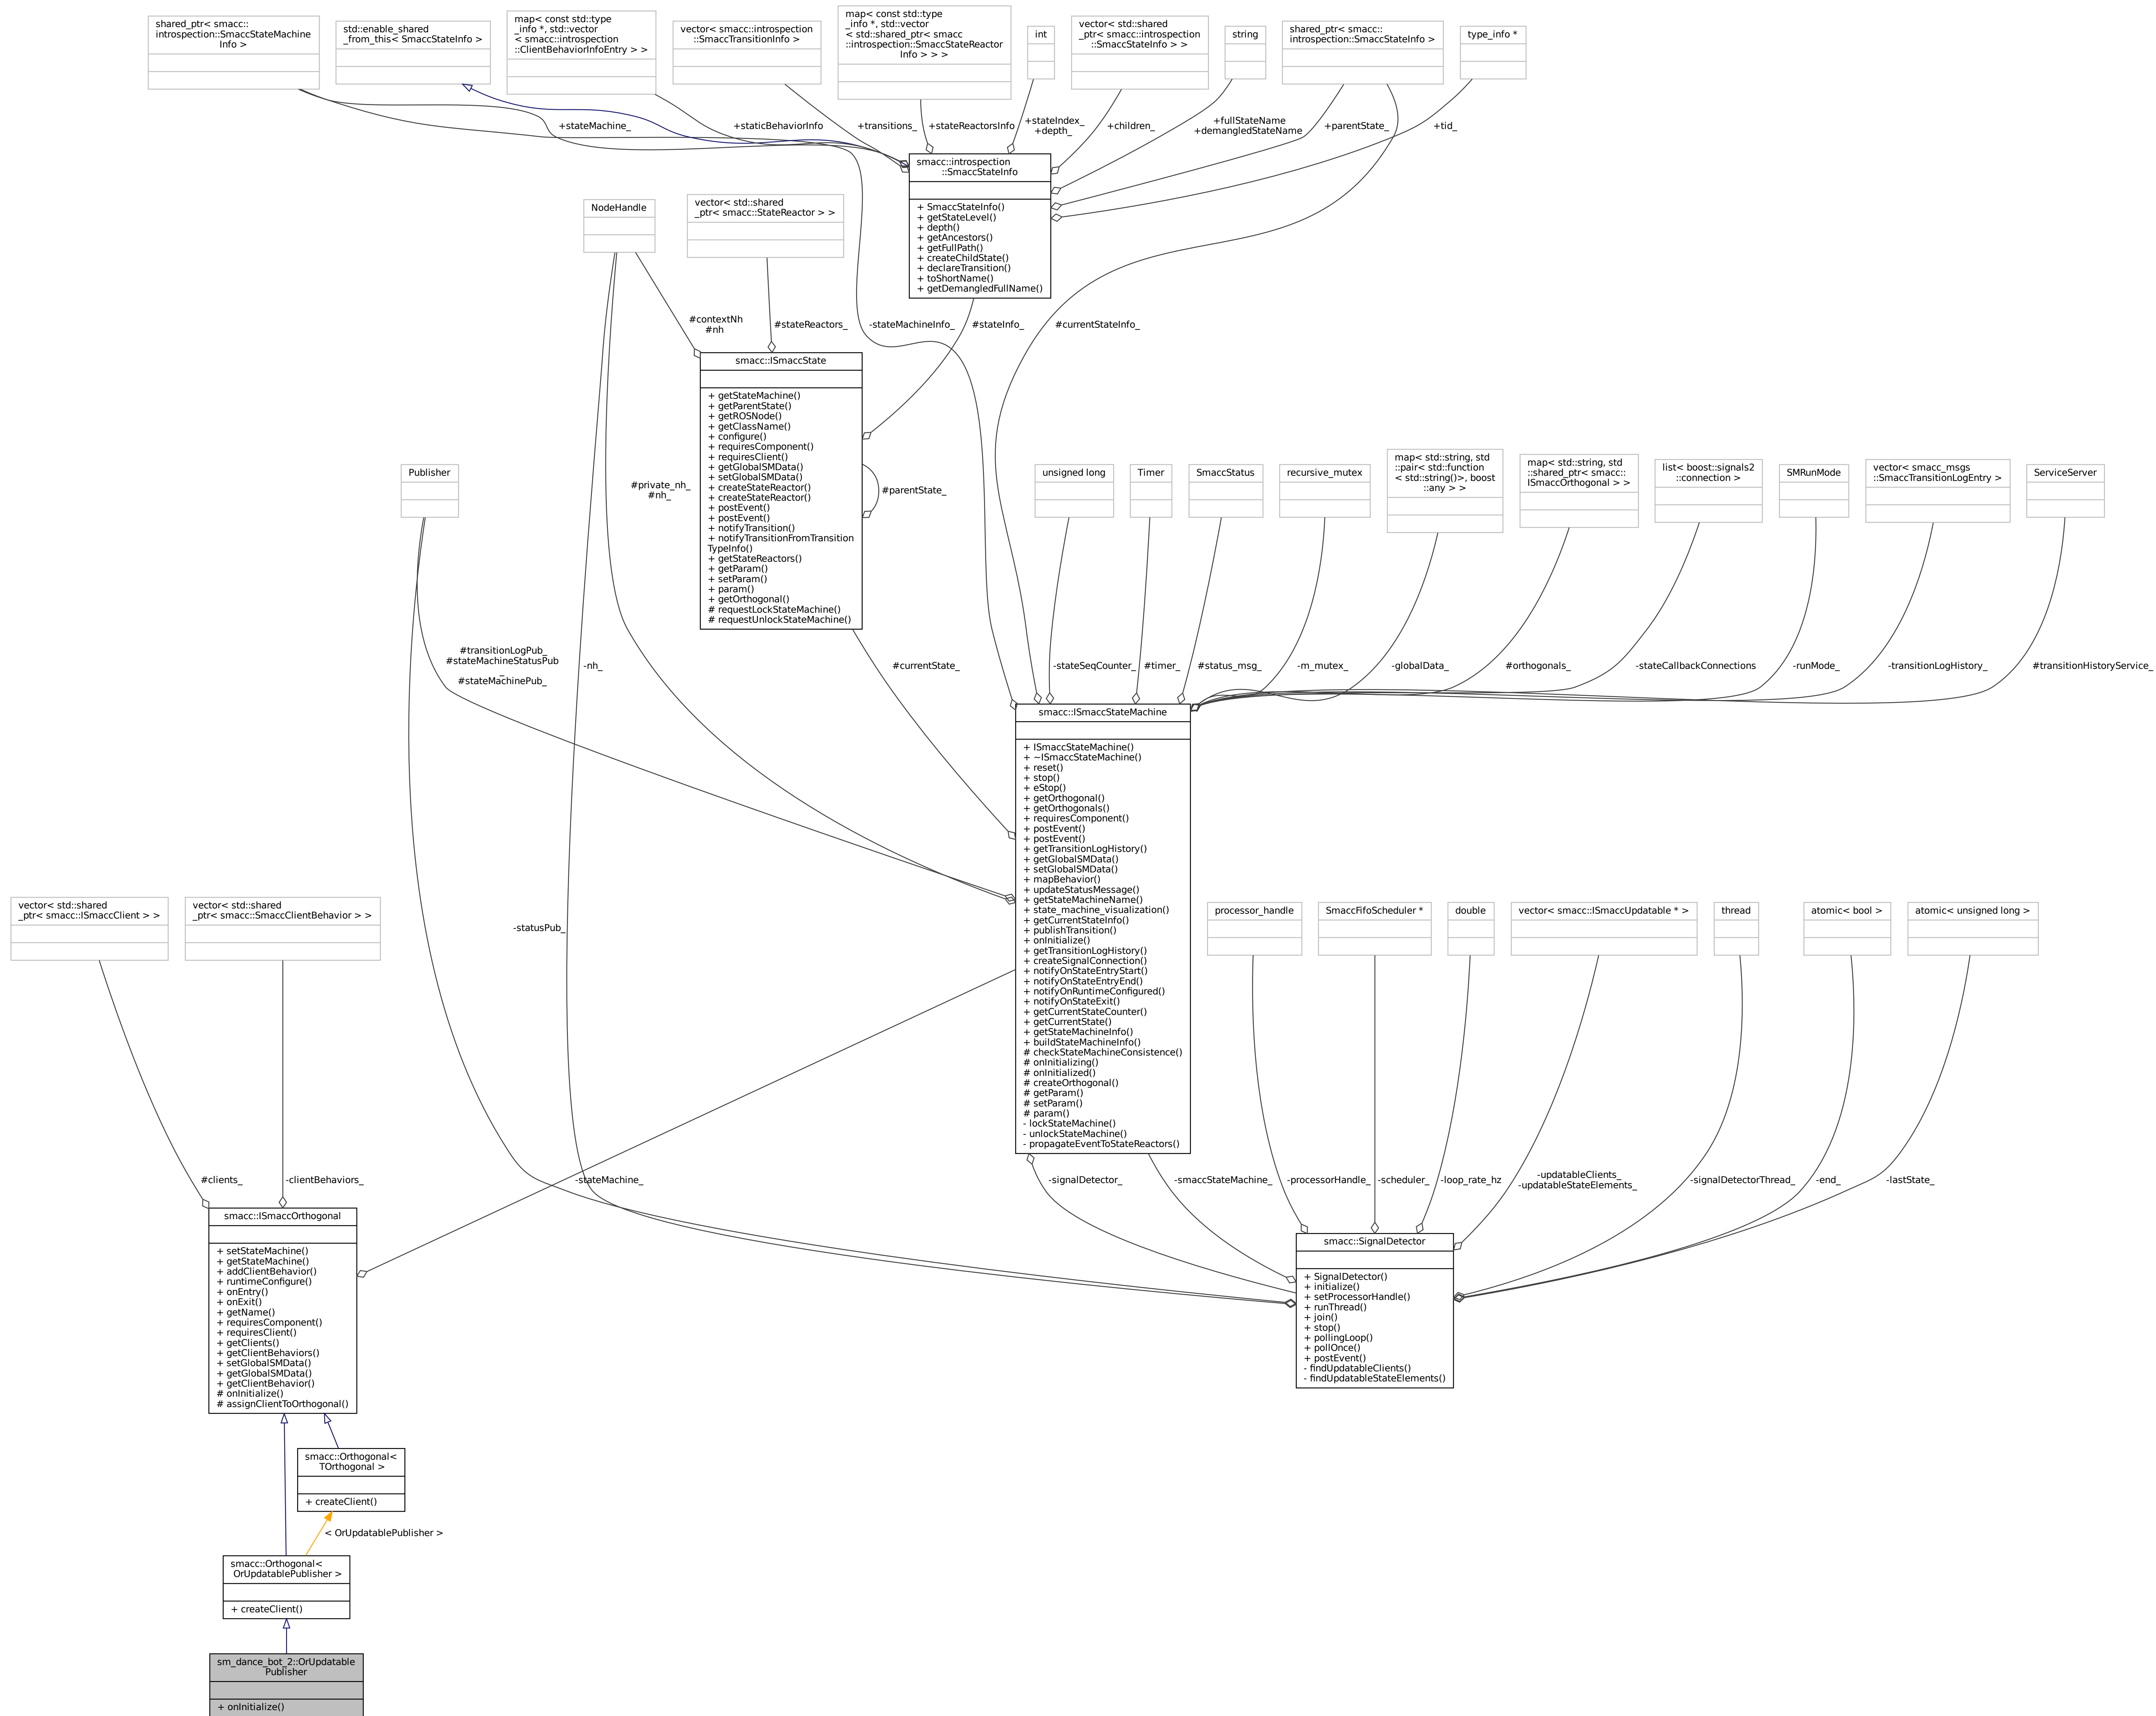 shared_ptr< smacc::
introspection::SmaccStateMachine
Info >
std::enable_shared
_from_this< SmaccStateInfo >
map< const std::type
_info *, std::vector
< smacc::introspection
::ClientBehaviorInfoEntry > >
vector< smacc::introspection
::SmaccTransitionInfo >
map< const std::type
_info *, std::vector
< std::shared_ptr< smacc
::introspection::SmaccStateReactor
Info > > >
int
vector< std::shared
_ptr< smacc::introspection
::SmaccStateInfo > >
string
shared_ptr< smacc::
introspection::SmaccStateInfo >
type_info *
+stateMachine_
+staticBehaviorInfo
+transitions_
+stateReactorsInfo
+stateIndex_
+depth_
+children_
+fullStateName
+demangledStateName
+parentState_
+tid_
smacc::introspection
::SmaccStateInfo
+ SmaccStateInfo()
+ getStateLevel()
+ depth()
+ getAncestors()
+ getFullPath()
+ createChildState()
+ declareTransition()
+ toShortName()
+ getDemangledFullName()
NodeHandle
vector< std::shared
_ptr< smacc::StateReactor > >
#contextNh
#nh
#stateReactors_
-stateMachineInfo_
#stateInfo_
#currentStateInfo_
smacc::ISmaccState
+ getStateMachine()
+ getParentState()
+ getROSNode()
+ getClassName()
+ configure()
+ requiresComponent()
+ requiresClient()
+ getGlobalSMData()
+ setGlobalSMData()
+ createStateReactor()
+ createStateReactor()
+ postEvent()
+ postEvent()
+ notifyTransition()
+ notifyTransitionFromTransition
TypeInfo()
+ getStateReactors()
+ getParam()
+ setParam()
+ param()
+ getOrthogonal()
# requestLockStateMachine()
# requestUnlockStateMachine()
#parentState_
Publisher
#private_nh_
#nh_
unsigned long
Timer
SmaccStatus
recursive_mutex
map< std::string, std
::pair< std::function
< std::string()>, boost
::any > >
map< std::string, std
::shared_ptr< smacc::
ISmaccOrthogonal > >
list< boost::signals2
::connection >
SMRunMode
vector< smacc_msgs
::SmaccTransitionLogEntry >
ServiceServer
#transitionLogPub_
#stateMachineStatusPub
_
#stateMachinePub_
-nh_
#currentState_
-stateSeqCounter_
#timer_
#status_msg_
-m_mutex_
-globalData_
#orthogonals_
-stateCallbackConnections
-runMode_
-transitionLogHistory_
#transitionHistoryService_
smacc::ISmaccStateMachine
+ ISmaccStateMachine()
+ ~ISmaccStateMachine()
+ reset()
+ stop()
+ eStop()
+ getOrthogonal()
+ getOrthogonals()
+ requiresComponent()
+ postEvent()
+ postEvent()
+ getTransitionLogHistory()
+ getGlobalSMData()
+ setGlobalSMData()
+ mapBehavior()
+ updateStatusMessage()
+ getStateMachineName()
+ state_machine_visualization()
+ getCurrentStateInfo()
+ publishTransition()
+ onInitialize()
+ getTransitionLogHistory()
+ createSignalConnection()
+ notifyOnStateEntryStart()
+ notifyOnStateEntryEnd()
+ notifyOnRuntimeConfigured()
+ notifyOnStateExit()
+ getCurrentStateCounter()
+ getCurrentState()
+ getStateMachineInfo()
+ buildStateMachineInfo()
# checkStateMachineConsistence()
# onInitializing()
# onInitialized()
# createOrthogonal()
# getParam()
# setParam()
# param()
- lockStateMachine()
- unlockStateMachine()
- propagateEventToStateReactors()
vector< std::shared
_ptr< smacc::ISmaccClient > >
vector< std::shared
_ptr< smacc::SmaccClientBehavior > >
-statusPub_
processor_handle
SmaccFifoScheduler *
double
vector< smacc::ISmaccUpdatable * >
thread
atomic< bool >
atomic< unsigned long >
#clients_
-clientBehaviors_
-stateMachine_
-signalDetector_
-smaccStateMachine_
-processorHandle_
-scheduler_
-loop_rate_hz
-updatableClients_
-updatableStateElements_
-signalDetectorThread_
-end_
-lastState_
smacc::ISmaccOrthogonal
+ setStateMachine()
+ getStateMachine()
+ addClientBehavior()
+ runtimeConfigure()
+ onEntry()
+ onExit()
+ getName()
+ requiresComponent()
+ requiresClient()
+ getClients()
+ getClientBehaviors()
+ setGlobalSMData()
+ getGlobalSMData()
+ getClientBehavior()
# onInitialize()
# assignClientToOrthogonal()
smacc::SignalDetector
+ SignalDetector()
+ initialize()
+ setProcessorHandle()
+ runThread()
+ join()
+ stop()
+ pollingLoop()
+ pollOnce()
+ postEvent()
- findUpdatableClients()
- findUpdatableStateElements()
smacc::Orthogonal<
TOrthogonal >
+ createClient()
< OrUpdatablePublisher >
smacc::Orthogonal<
OrUpdatablePublisher >
+ createClient()
sm_dance_bot_2::OrUpdatable
Publisher
+ onInitialize()